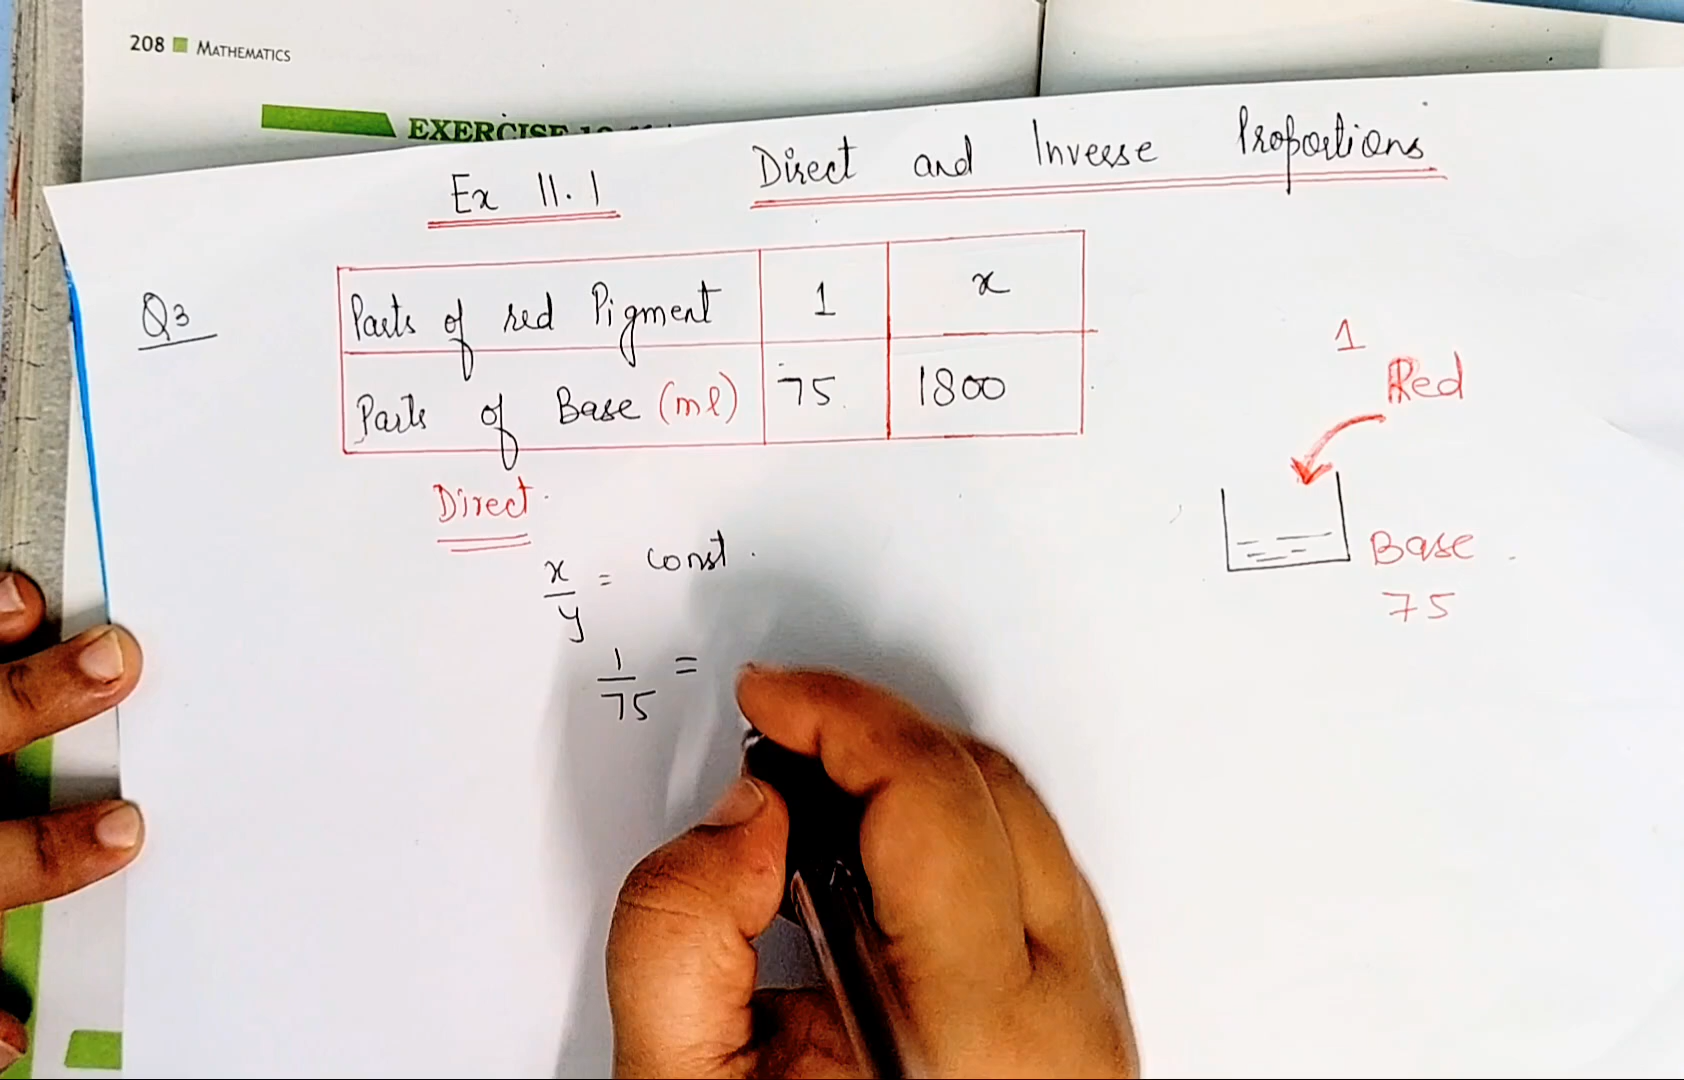 208 MATHEMATICS
EXERCISE
Ex 11.1 Direct and Inverse Proportions
Q3
Parts of red Pigment 1 x
Parts of Base (ml) 75 1800
1
Red
Base
75
Direct
x/y = const.
1/75 =